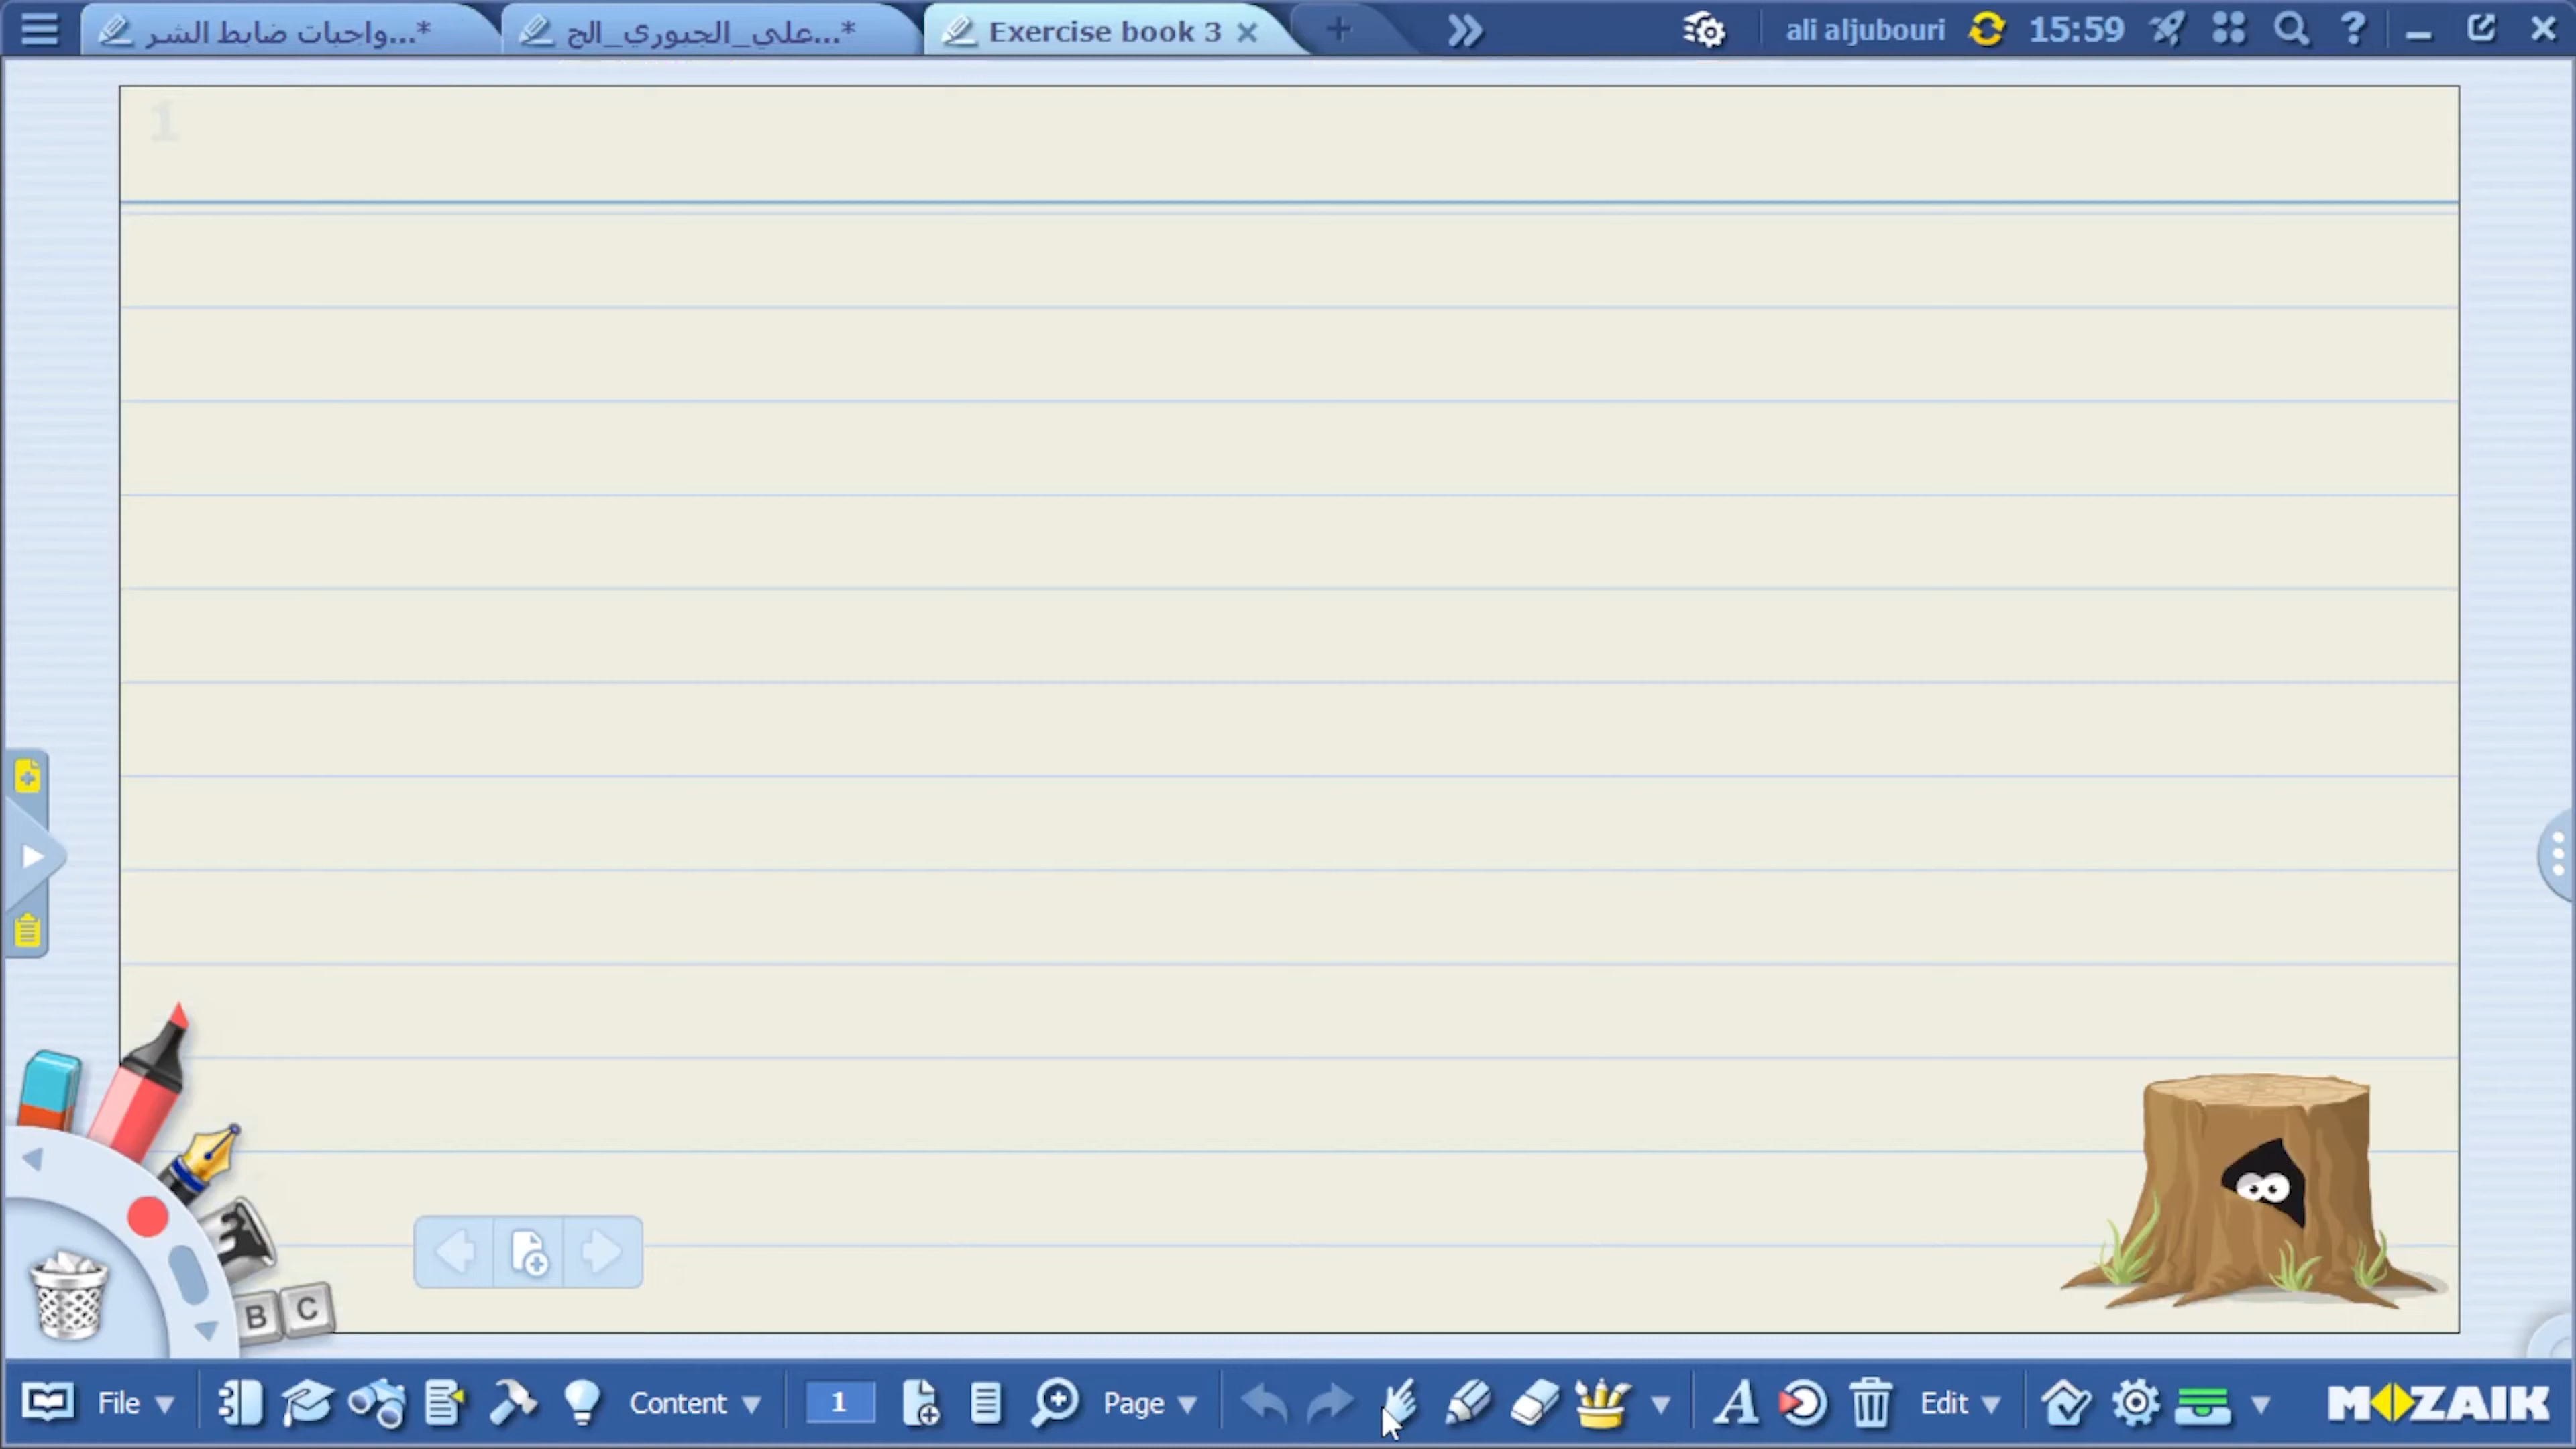 واجبات ضابط الشر...*
علي_الجبوري_الج...*
Exercise book 3
ali aljubouri
15:59
?
1
B C
File
Content
1
Page
A
Edit
MOZAIK